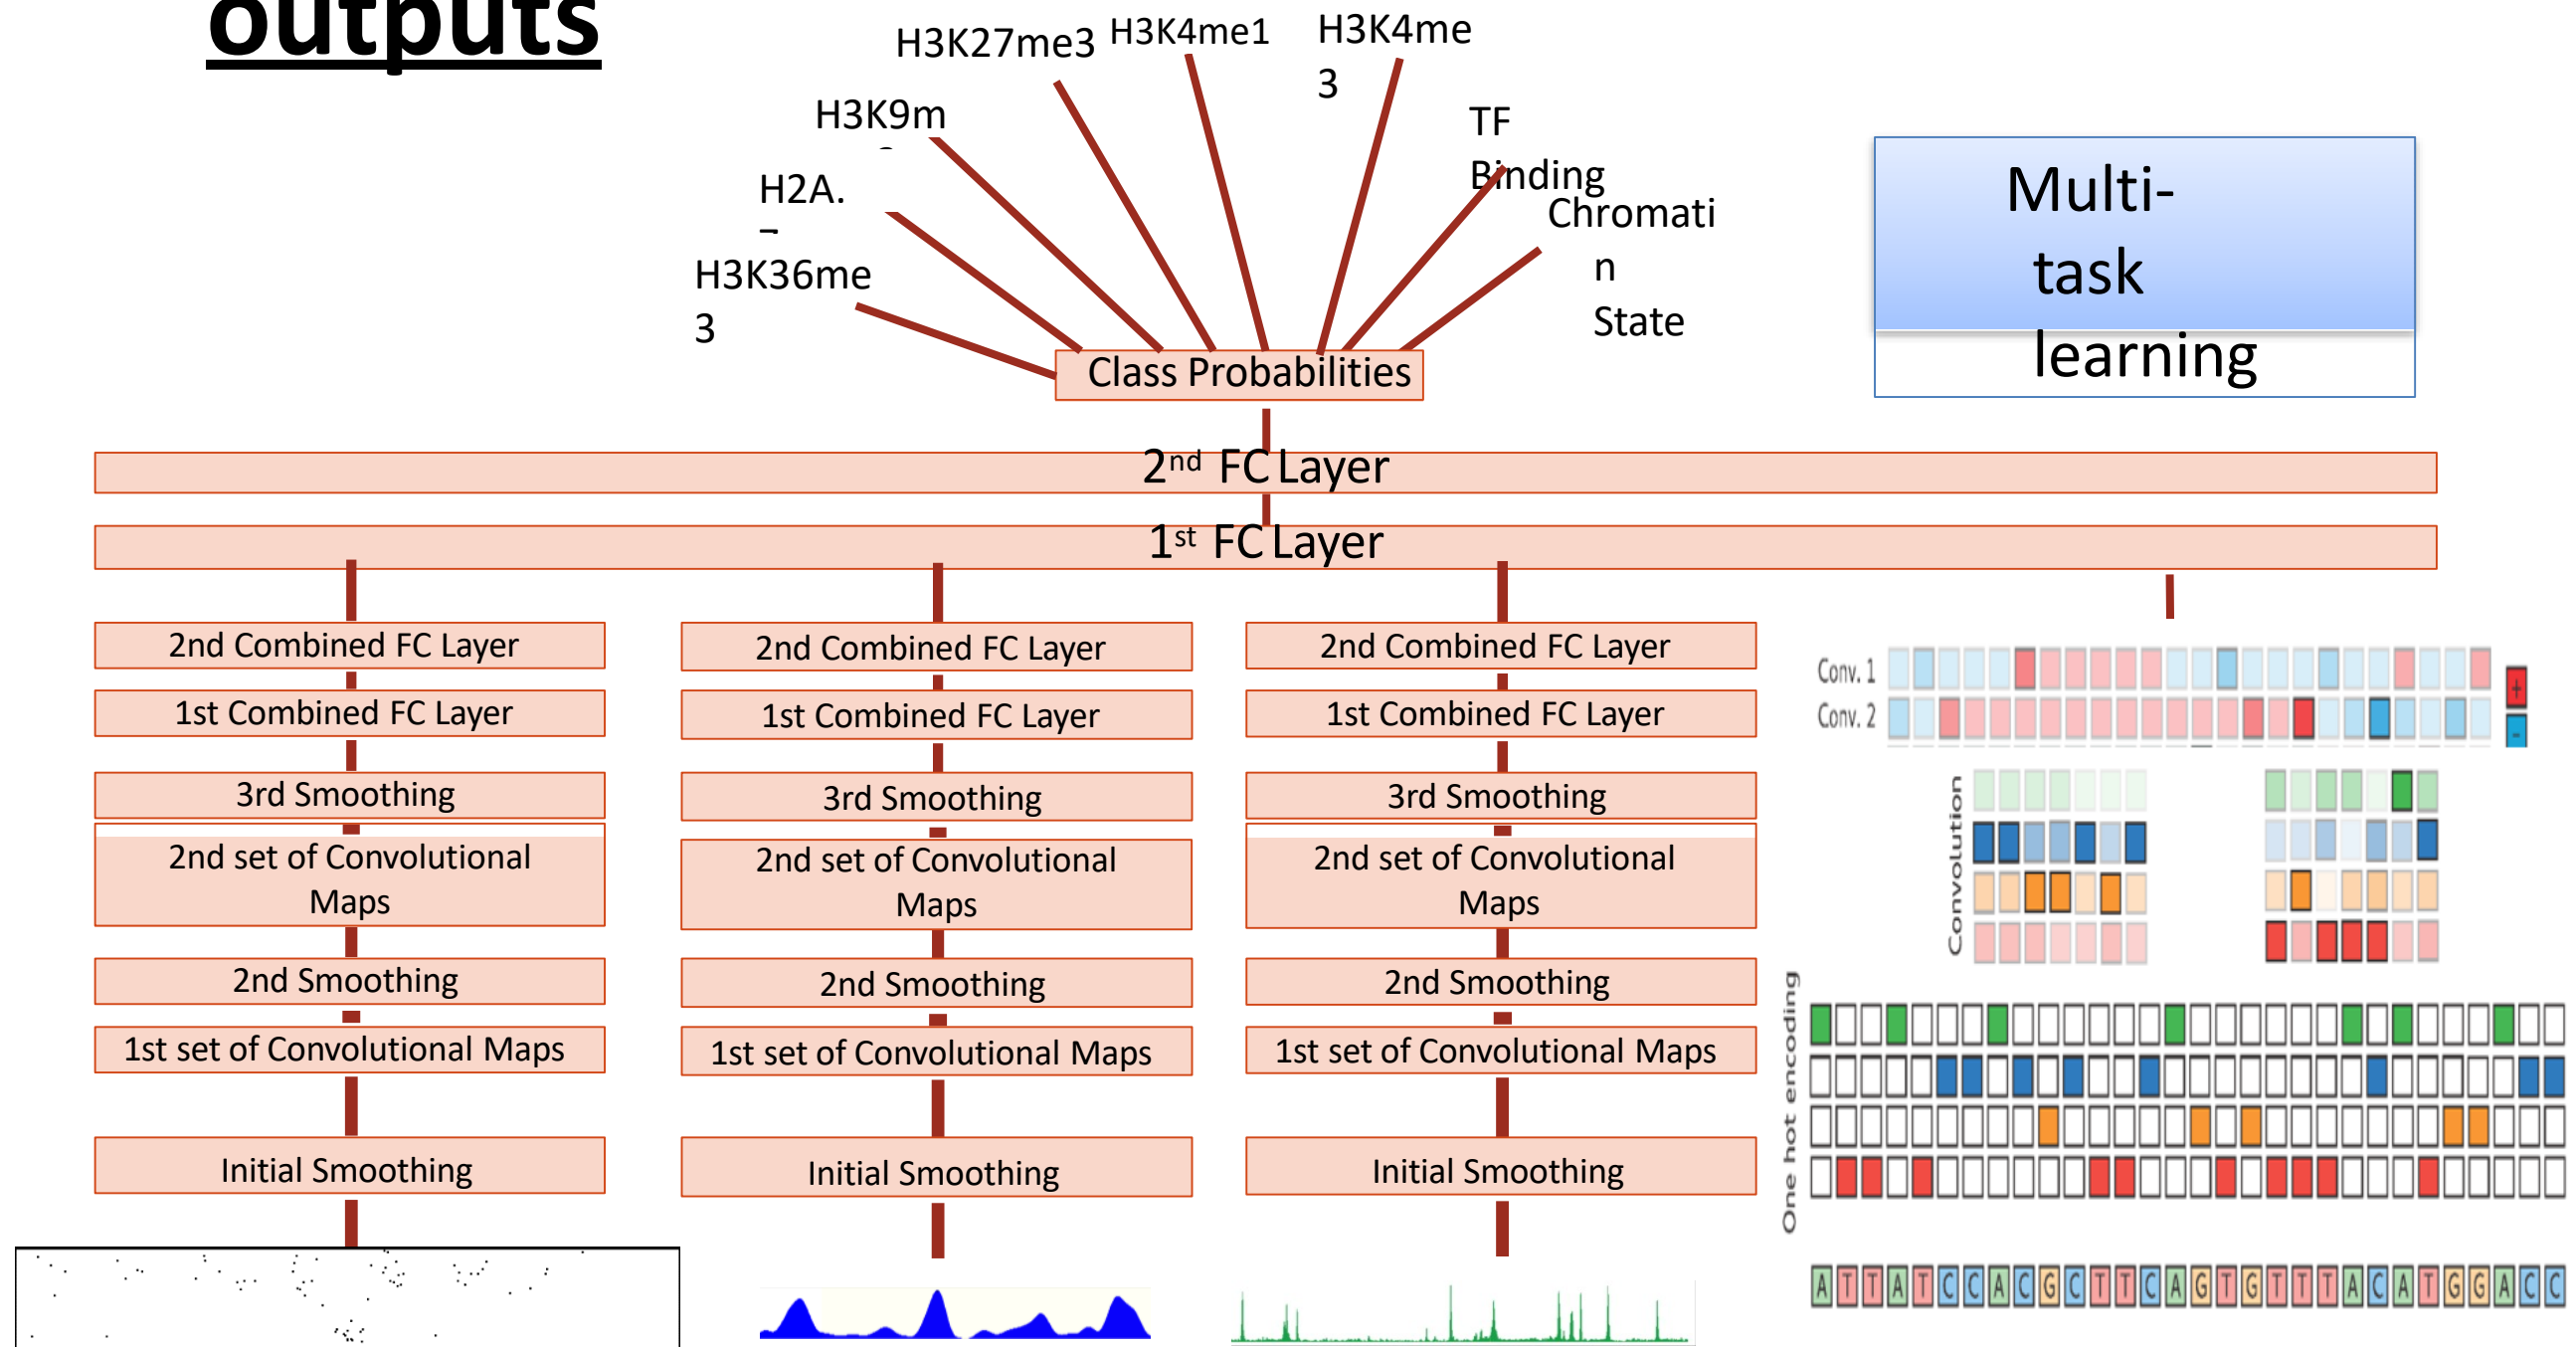 outputs
H3K27me3
H3K4me1
H3K4me
3
H3K9m
H2A.
H3K36me
3
TF
Binding
Chromati
n
State
Multi-
task
learning
Class Probabilities
2nd FC Layer
1st FC Layer
2nd Combined FC Layer
1st Combined FC Layer
3rd Smoothing
2nd set of Convolutional
Maps
2nd Smoothing
1st set of Convolutional Maps
Initial Smoothing
2nd Combined FC Layer
1st Combined FC Layer
3rd Smoothing
2nd set of Convolutional
Maps
2nd Smoothing
1st set of Convolutional Maps
Initial Smoothing
2nd Combined FC Layer
1st Combined FC Layer
3rd Smoothing
2nd set of Convolutional
Maps
2nd Smoothing
1st set of Convolutional Maps
Initial Smoothing
Conv. 1
Conv. 2
+
-
Convolution
One hot encoding
A T T A T C C A C G C T T C A G T G T T T A C A T G G A C C